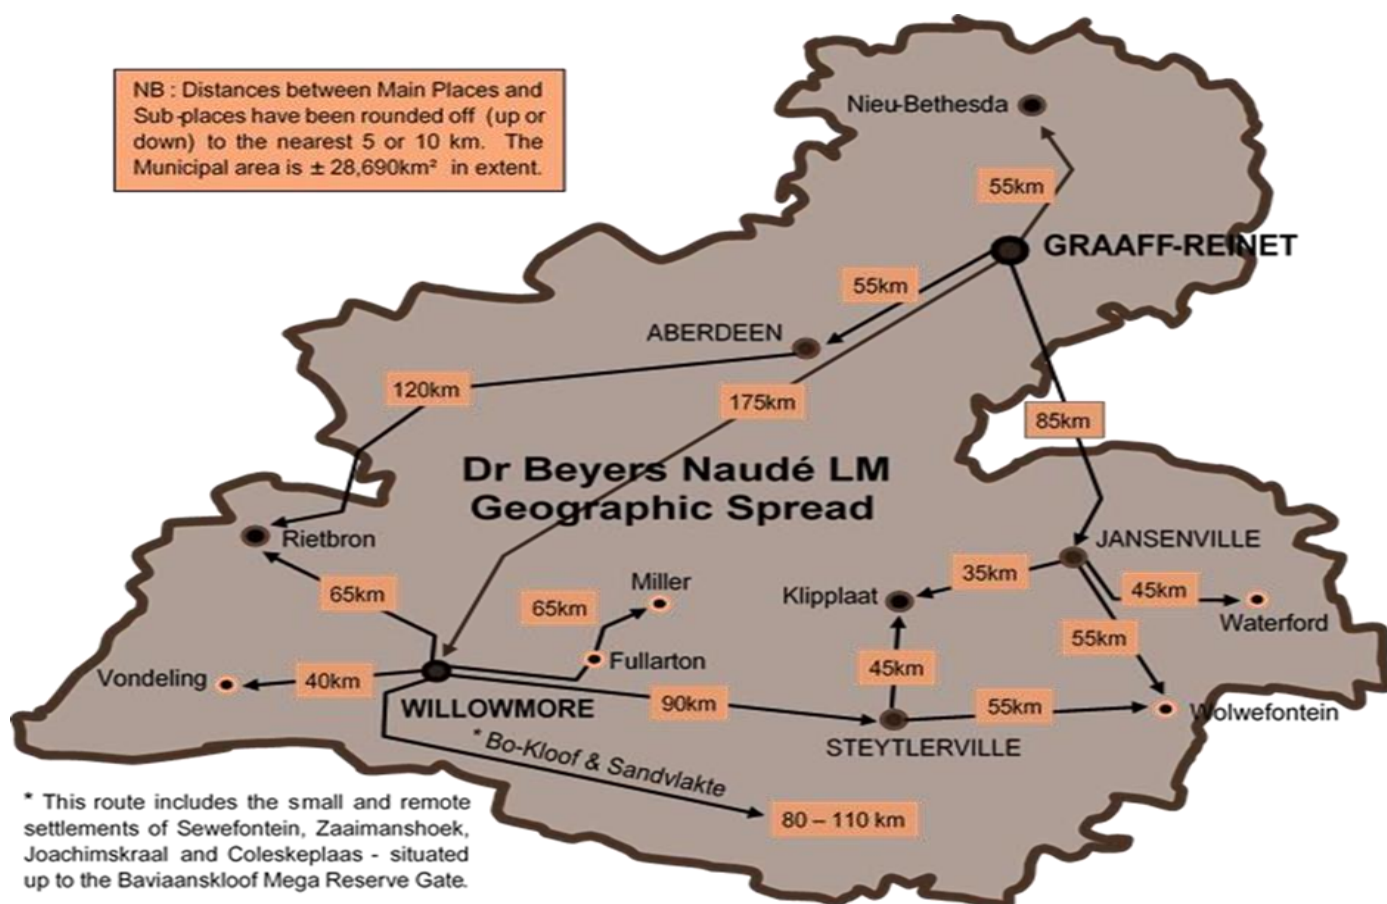 NB : Distances between Main Places and
Sub-places have been rounded off (up or
down) to the nearest 5 or 10 km. The
Municipal area is ± 28,690km² in extent.
Nieu-Bethesda
55km
GRAAFF-REINET
55km
ABERDEEN
120km
175km
85km
Dr Beyers Naudé LM
Geographic Spread
Rietbron
JANSENVILLE
35km
45km
Klipplaat
Miller
65km
65km
Waterford
55km
Fullarton
45km
Vondeling
40km
90km
55km
WILLOWMORE
Wolwefontein
STEYTLERVILLE
* Bo-Kloof & Sandvlakte
80 – 110 km
* This route includes the small and remote
settlements of Sewefontein, Zaaimanshoek,
Joachimskraal and Coleskeplaas - situated
up to the Baviaanskloof Mega Reserve Gate.